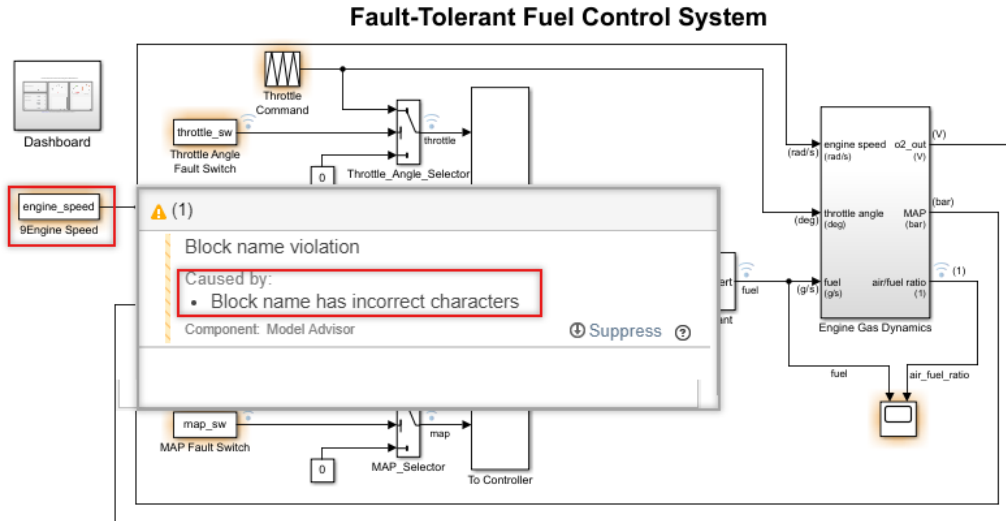 Fault-Tolerant Fuel Control System
Dashboard
Throttle
Command
throttle_sw
Throttle Angle
Fault Switch
0
throttle
Throttle_Angle_Selector
engine_speed
9Engine Speed
(1)
Block name violation
Caused by:
• Block name has incorrect characters
Component: Model Advisor
Suppress
?
(rad/s)
engine speed
(rad/s)
o2_out
(V)
(V)
(deg)
throttle angle
(deg)
MAP
(bar)
(bar)
fuel
(g/s)
fuel
(g/s)
air/fuel ratio
(1)
(1)
Engine Gas Dynamics
fuel
air_fuel_ratio
map_sw
MAP Fault Switch
0
map
MAP_Selector
To Controller